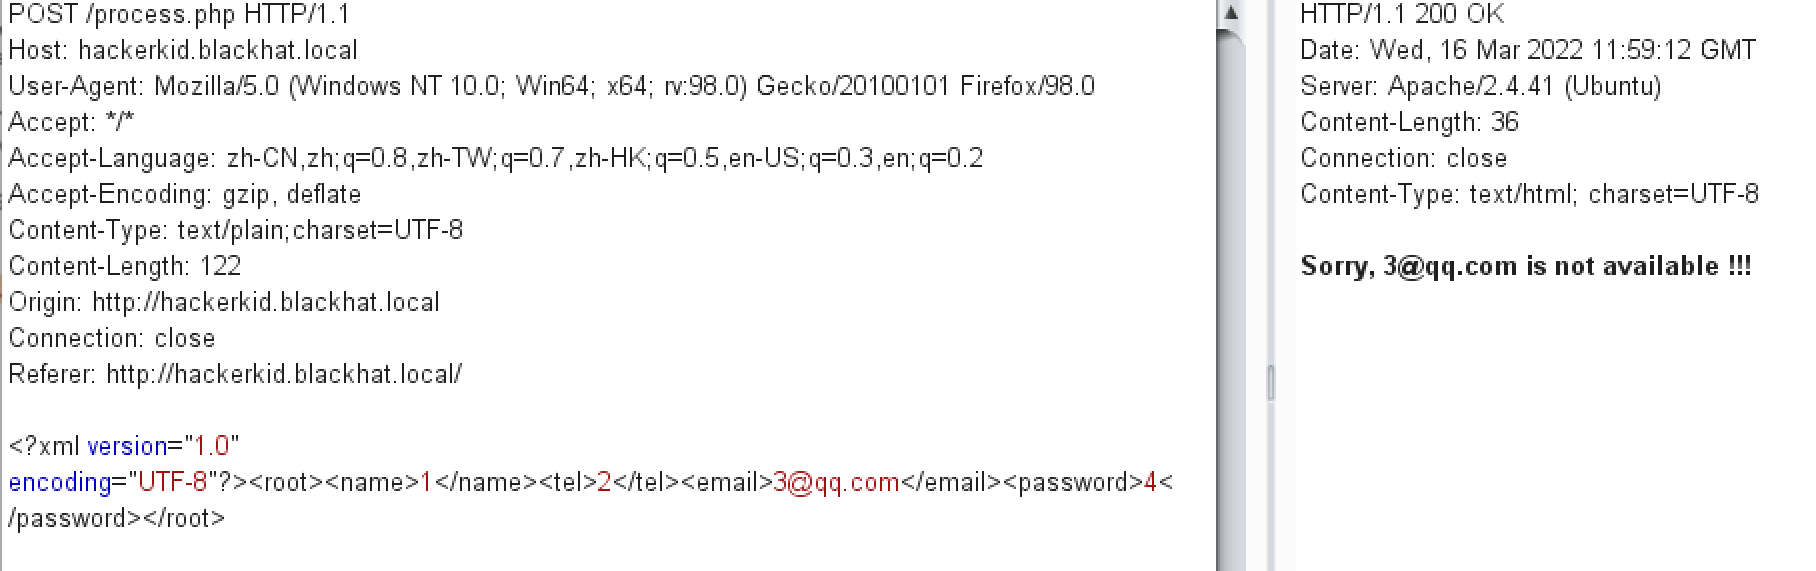 POST /process.php HTTP/1.1
Host: hackerkid.blackhat.local
User-Agent: Mozilla/5.0 (Windows NT 10.0; Win64; x64; rv:98.0) Gecko/20100101 Firefox/98.0
Accept: */*
Accept-Language: zh-CN,zh;q=0.8,zh-TW;q=0.7,zh-HK;q=0.5,en-US;q=0.3,en;q=0.2
Accept-Encoding: gzip, deflate
Content-Type: text/plain;charset=UTF-8
Content-Length: 122
Origin: http://hackerkid.blackhat.local
Connection: close
Referer: http://hackerkid.blackhat.local/
<?xml version="1.0"
encoding="UTF-8"?><root><name>1</name><tel>2</tel><email>3@qq.com</email><password>4<
/password></root>
HTTP/1.1 200 OK
Date: Wed, 16 Mar 2022 11:59:12 GMT
Server: Apache/2.4.41 (Ubuntu)
Content-Length: 36
Connection: close
Content-Type: text/html; charset=UTF-8
Sorry, 3@qq.com is not available !!!